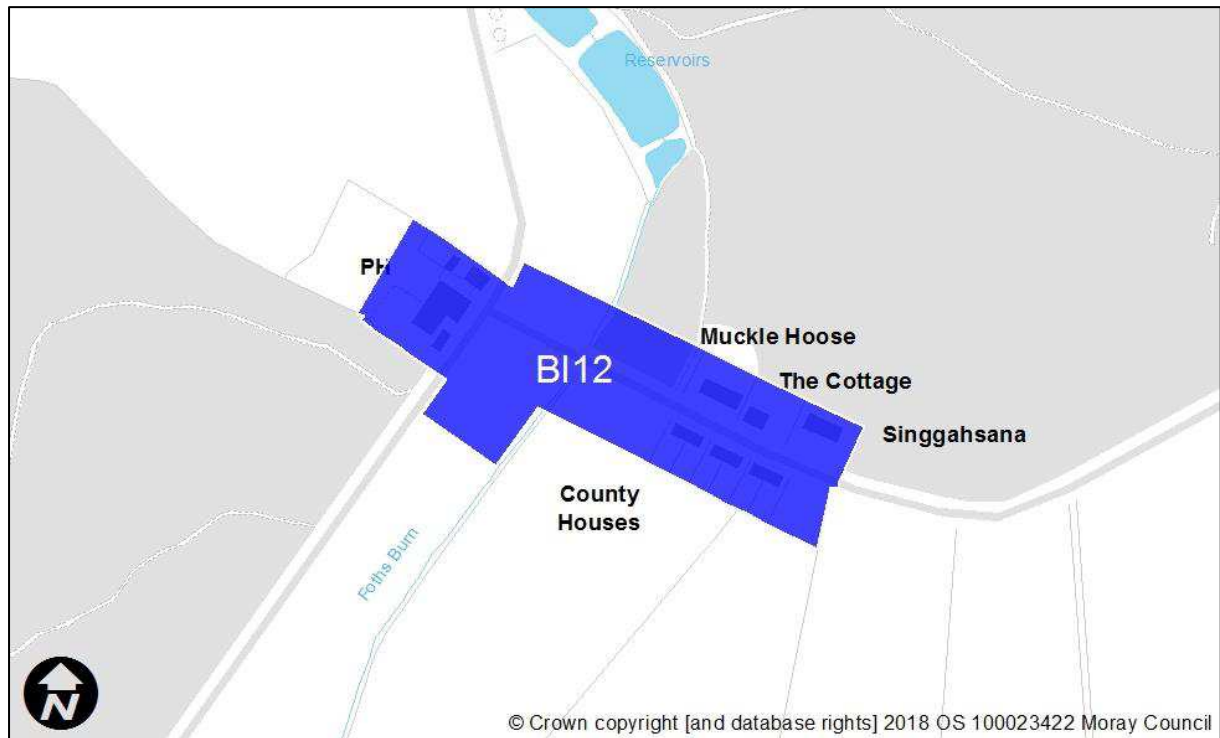 Reservoirs
PH
Muckle Hoose
BI12
The Cottage
Singgahsana
County
Houses
Foths Burn
N
© Crown copyright [and database rights] 2018 OS 100023422 Moray Council